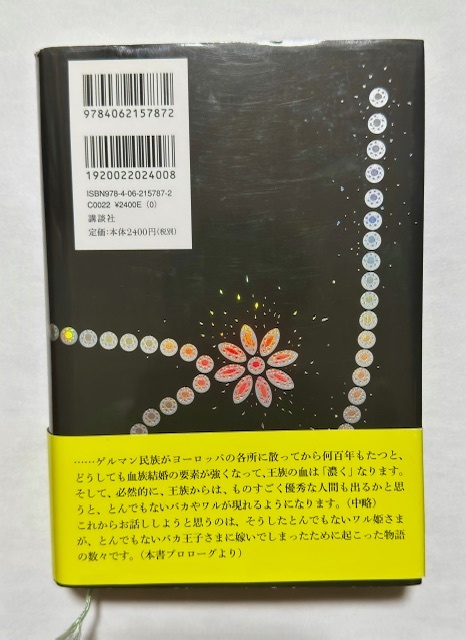 9784062157872
1920022024008
ISBN978-4-06-215787-2
C0022 ¥2400E (0)
講談社
定価:本体2400円(税別)
……ゲルマン民族がヨーロッパの各所に散ってから何百年もたつと、
どうしても血族結婚の要素が強くなって、王族の血は「濃く」なります。
そして、必然的に、王族からは、ものすごく優秀な人間も出るかと思
うと、とんでもないバカやワルが現れるようになります。(中略)
これからお話ししようと思うのは、そうしたとんでもないワル姫さま
が、とんでもないバカ王子さまに嫁いでしまったために起こった物語
の数々です。(本書プロローグより)